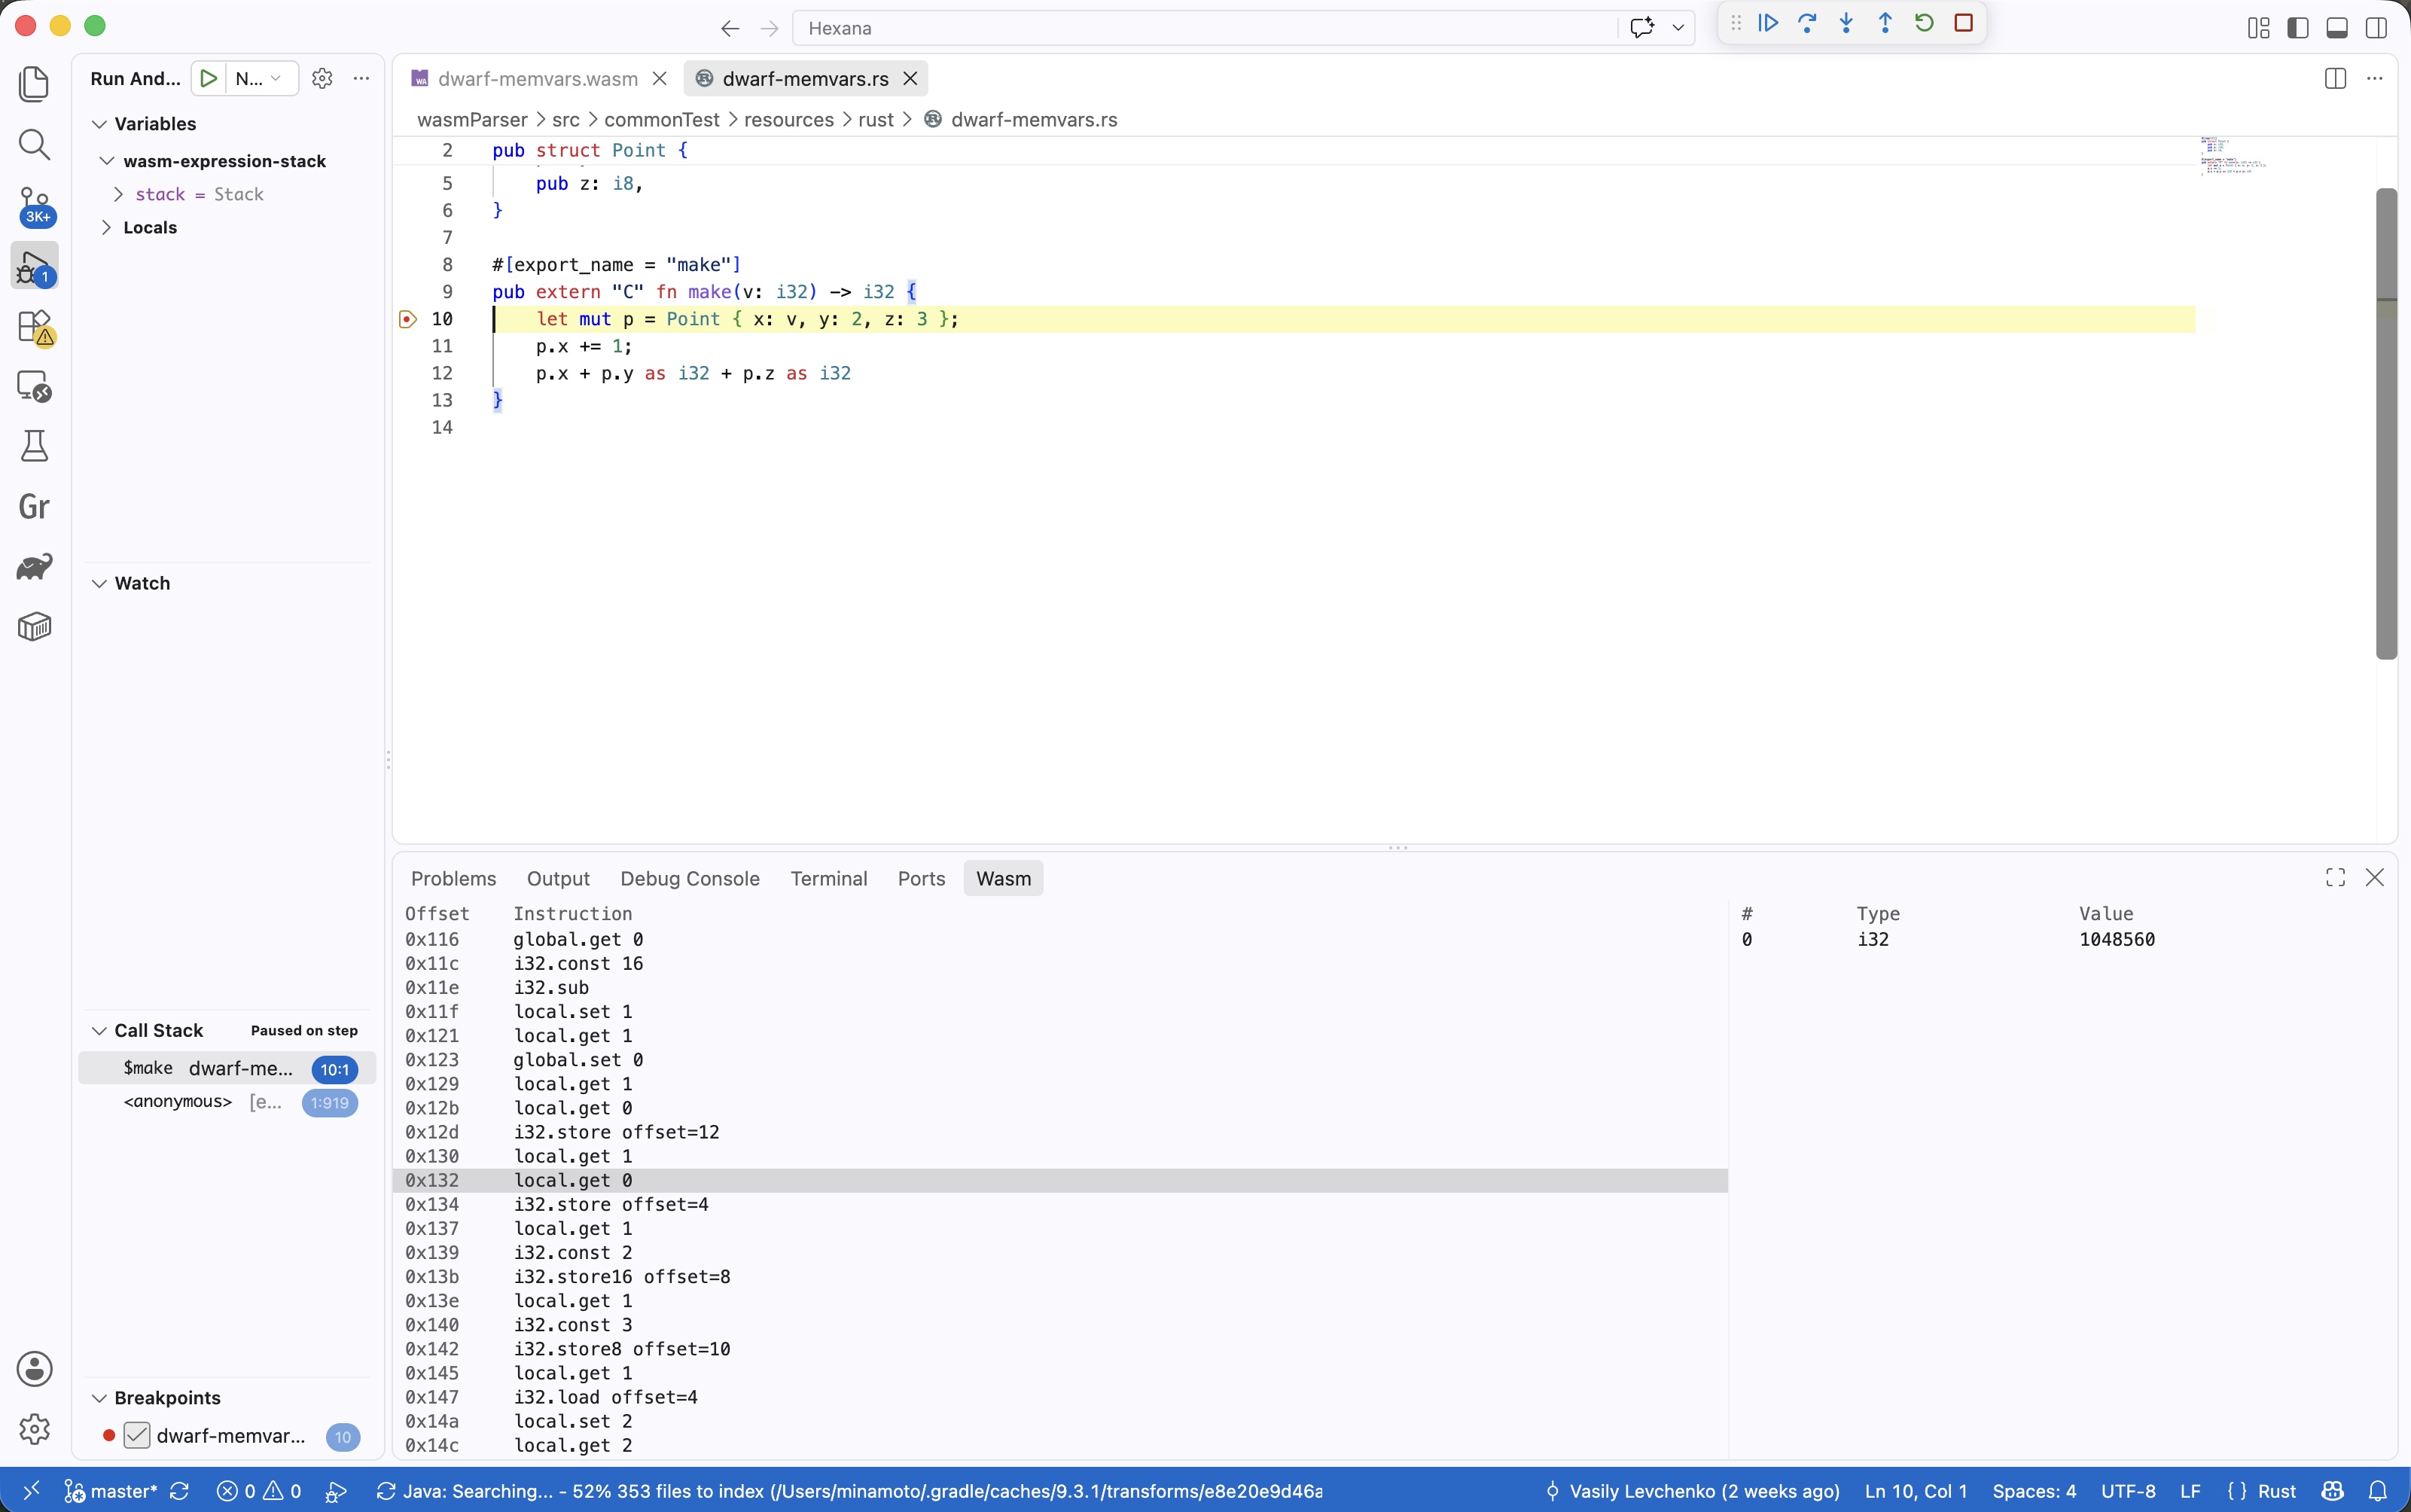 Hexana
Run And...
N...
Variables
wasm-expression-stack
stack = Stack
Locals
3K+
1
Gr
Watch
Call Stack
Paused on step
$make dwarf-me... 10:1
<anonymous> [e... 1:919
Breakpoints
dwarf-memvar... 10
dwarf-memvars.wasm
dwarf-memvars.rs
wasmParser > src > commonTest > resources > rust > dwarf-memvars.rs
2 pub struct Point {
5 pub z: i8,
6 }
7
8 #[export_name = "make"]
9 pub extern "C" fn make(v: i32) -> i32 {
10 let mut p = Point { x: v, y: 2, z: 3 };
11 p.x += 1;
12 p.x + p.y as i32 + p.z as i32
13 }
14
Problems Output Debug Console Terminal Ports Wasm
Offset Instruction
0x116 global.get 0
0x11c i32.const 16
0x11e i32.sub
0x11f local.set 1
0x121 local.get 1
0x123 global.set 0
0x129 local.get 1
0x12b local.get 0
0x12d i32.store offset=12
0x130 local.get 1
0x132 local.get 0
0x134 i32.store offset=4
0x137 local.get 1
0x139 i32.const 2
0x13b i32.store16 offset=8
0x13e local.get 1
0x140 i32.const 3
0x142 i32.store8 offset=10
0x145 local.get 1
0x147 i32.load offset=4
0x14a local.set 2
0x14c local.get 2
# Type Value
0 i32 1048560
master* 0 0 Java: Searching... - 52% 353 files to index (/Users/minamoto/.gradle/caches/9.3.1/transforms/e8e20e9d46a Vasily Levchenko (2 weeks ago) Ln 10, Col 1 Spaces: 4 UTF-8 LF { } Rust